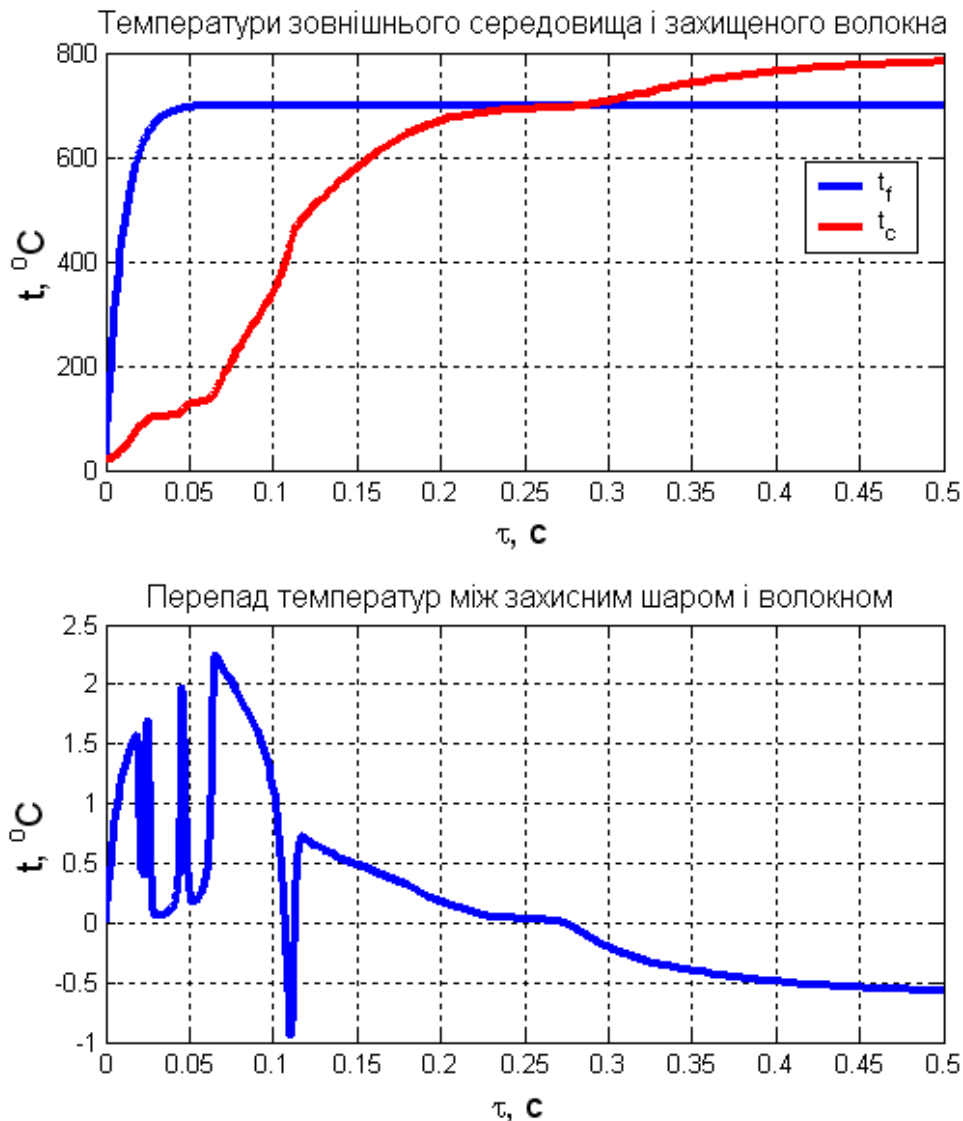 Температури зовнішнього середовища і захищеного волокна
800
600
400
200
0
t, ⁰C
t_f
t_c
0 0.05 0.1 0.15 0.2 0.25 0.3 0.35 0.4 0.45 0.5
τ, с
Перепад температур між захисним шаром і волокном
2.5
2
1.5
1
0.5
0
-0.5
-1
t, ⁰C
0 0.05 0.1 0.15 0.2 0.25 0.3 0.35 0.4 0.45 0.5
τ, с